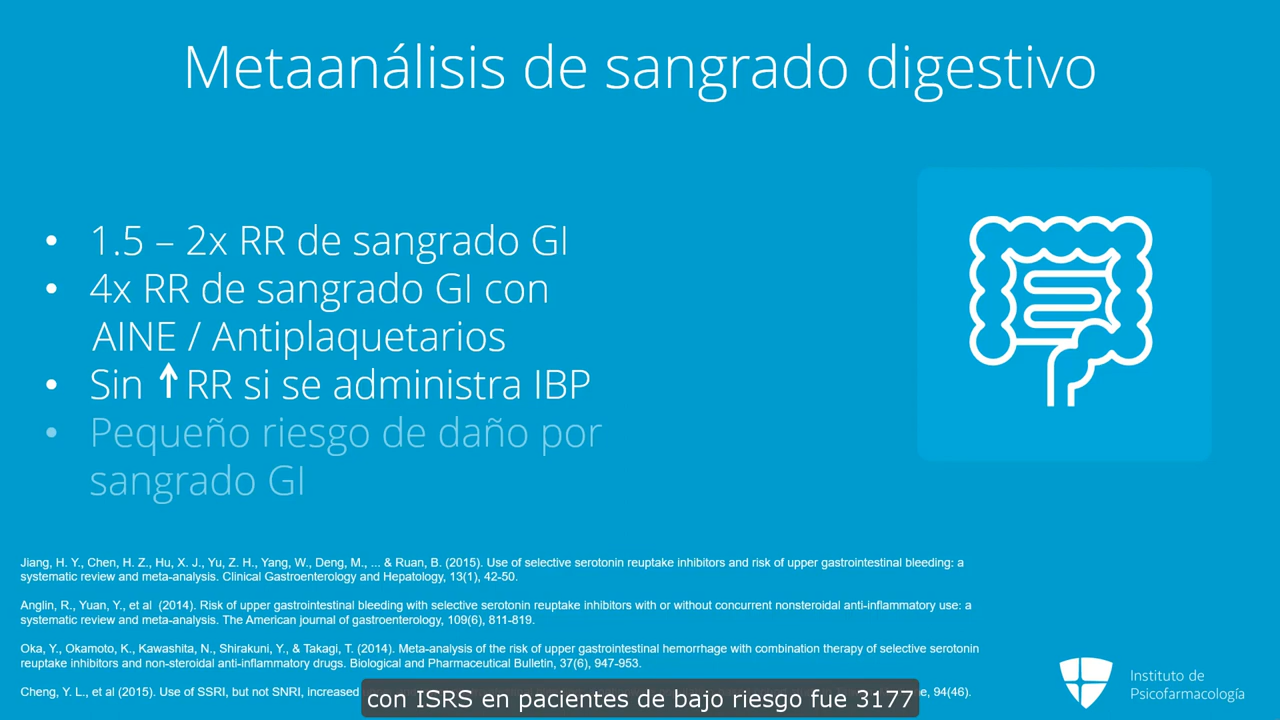 Metaanálisis de sangrado digestivo
• 1.5 – 2x RR de sangrado GI
• 4x RR de sangrado GI con
AINE / Antiplaquetarios
• Sin ↑ RR si se administra IBP
• Pequeño riesgo de daño por
sangrado GI
Jiang, H. Y., Chen, H. Z., Hu, X. J., Yu, Z. H., Yang, W., Deng, M., ... & Ruan, B. (2015). Use of selective serotonin reuptake inhibitors and risk of upper gastrointestinal bleeding: a
systematic review and meta-analysis. Clinical Gastroenterology and Hepatology, 13(1), 42-50.
Anglin, R., Yuan, Y., et al (2014). Risk of upper gastrointestinal bleeding with selective serotonin reuptake inhibitors with or without concurrent nonsteroidal anti-inflammatory use: a
systematic review and meta-analysis. The American journal of gastroenterology, 109(6), 811-819.
Oka, Y., Okamoto, K., Kawashita, N., Shirakuni, Y., & Takagi, T. (2014). Meta-analysis of the risk of upper gastrointestinal hemorrhage with combination therapy of selective serotonin
reuptake inhibitors and non-steroidal anti-inflammatory drugs. Biological and Pharmaceutical Bulletin, 37(6), 947-953.
Cheng, Y. L., et al (2015). Use of SSRI, but not SNRI, increased e, 94(46).
con ISRS en pacientes de bajo riesgo fue 3177
Instituto de
Psicofarmacología